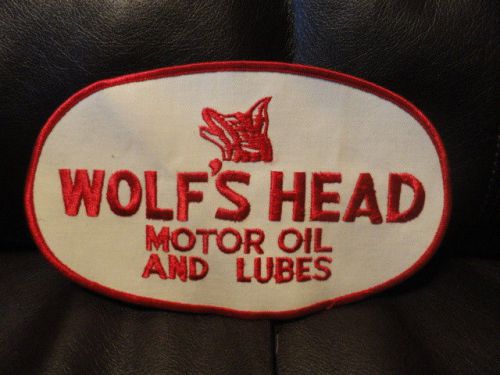 WOLF'S HEAD
MOTOR OIL
AND LUBES